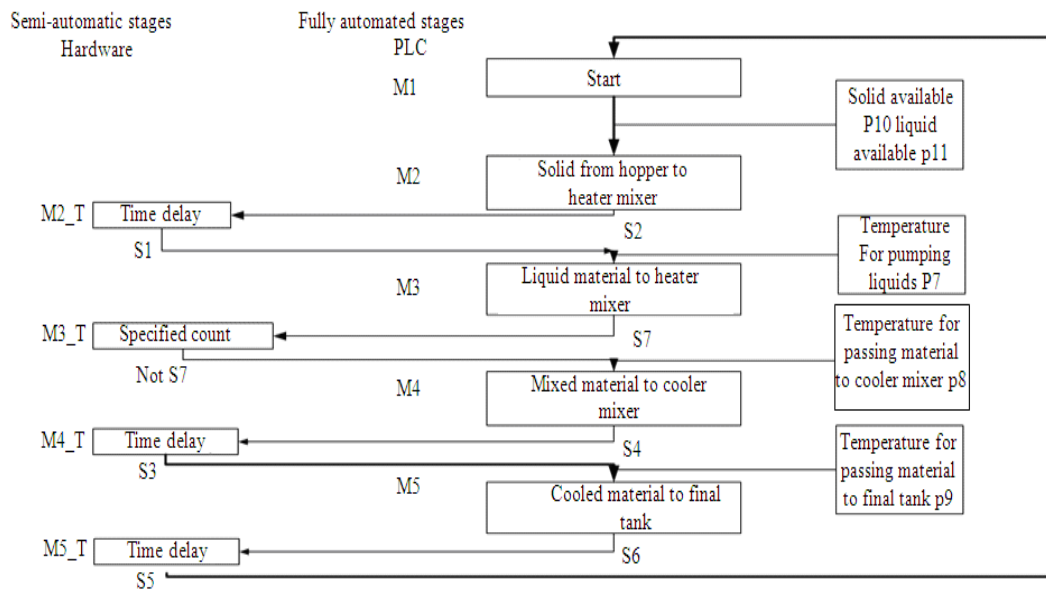 Semi-automatic stages
Hardware
Fully automated stages
PLC
M1
Start
Solid available
P10 liquid
available p11
M2
Solid from hopper to
heater mixer
M2_T
Time delay
S1
S2
Temperature
For pumping
liquids P7
M3
Liquid material to heater
mixer
M3_T
Specified count
Not S7
S7
Temperature for
passing material
to cooler mixer p8
M4
Mixed material to cooler
mixer
M4_T
Time delay
S3
S4
Temperature for
passing material
to final tank p9
M5
Cooled material to final
tank
M5_T
Time delay
S5
S6